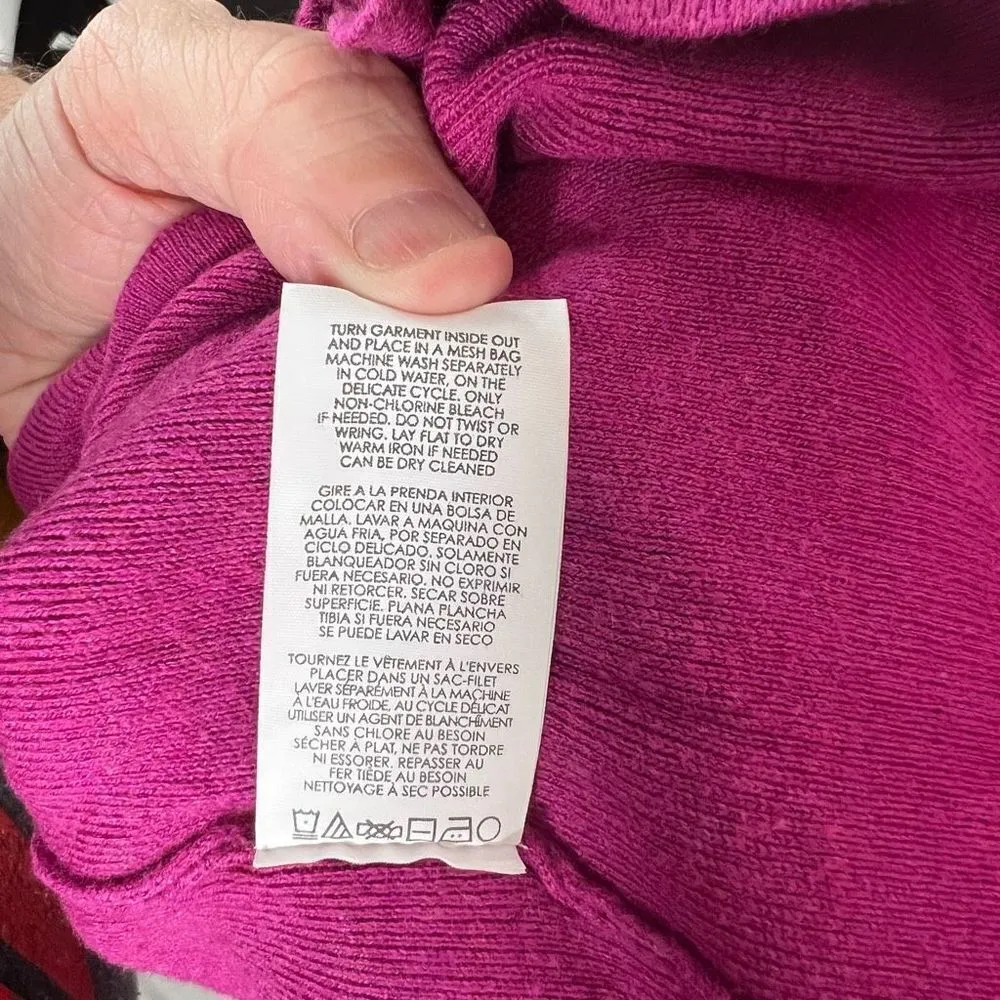 TURN GARMENT INSIDE OUT
AND PLACE IN A MESH BAG
MACHINE WASH SEPARATELY
IN COLD WATER, ON THE
DELICATE CYCLE. ONLY
NON-CHLORINE BLEACH
IF NEEDED. DO NOT TWIST OR
WRING. LAY FLAT TO DRY
WARM IRON IF NEEDED
CAN BE DRY CLEANED
GIRE A LA PRENDA INTERIOR
COLOCAR EN UNA BOLSA DE
MALLA. LAVAR A MAQUINA CON
AGUA FRIA, POR SEPARADO EN
CICLO DELICADO. SOLAMENTE
BLANQUEADOR SIN CLORO SI
FUERA NECESARIO. NO EXPRIMIR
NI RETORCER. SECAR SOBRE
SUPERFICIE. PLANA PLANCHA
TIBIA SI FUERA NECESARIO
SE PUEDE LAVAR EN SECO
TOURNEZ LE VÊTEMENT À L'ENVERS
PLACER DANS UN SAC-FILET
LAVER SÉPARÉMENT À LA MACHINE
À L'EAU FROIDE, AU CYCLE DÉLICAT
UTILISER UN AGENT DE BLANCHÌMENT
SANS CHLORE AU BESOIN
SÉCHER À PLAT, NE PAS TORDRE
NI ESSORER. REPASSER AU
FER TIÈDE AU BESOIN
NETTOYAGE À SEC POSSIBLE